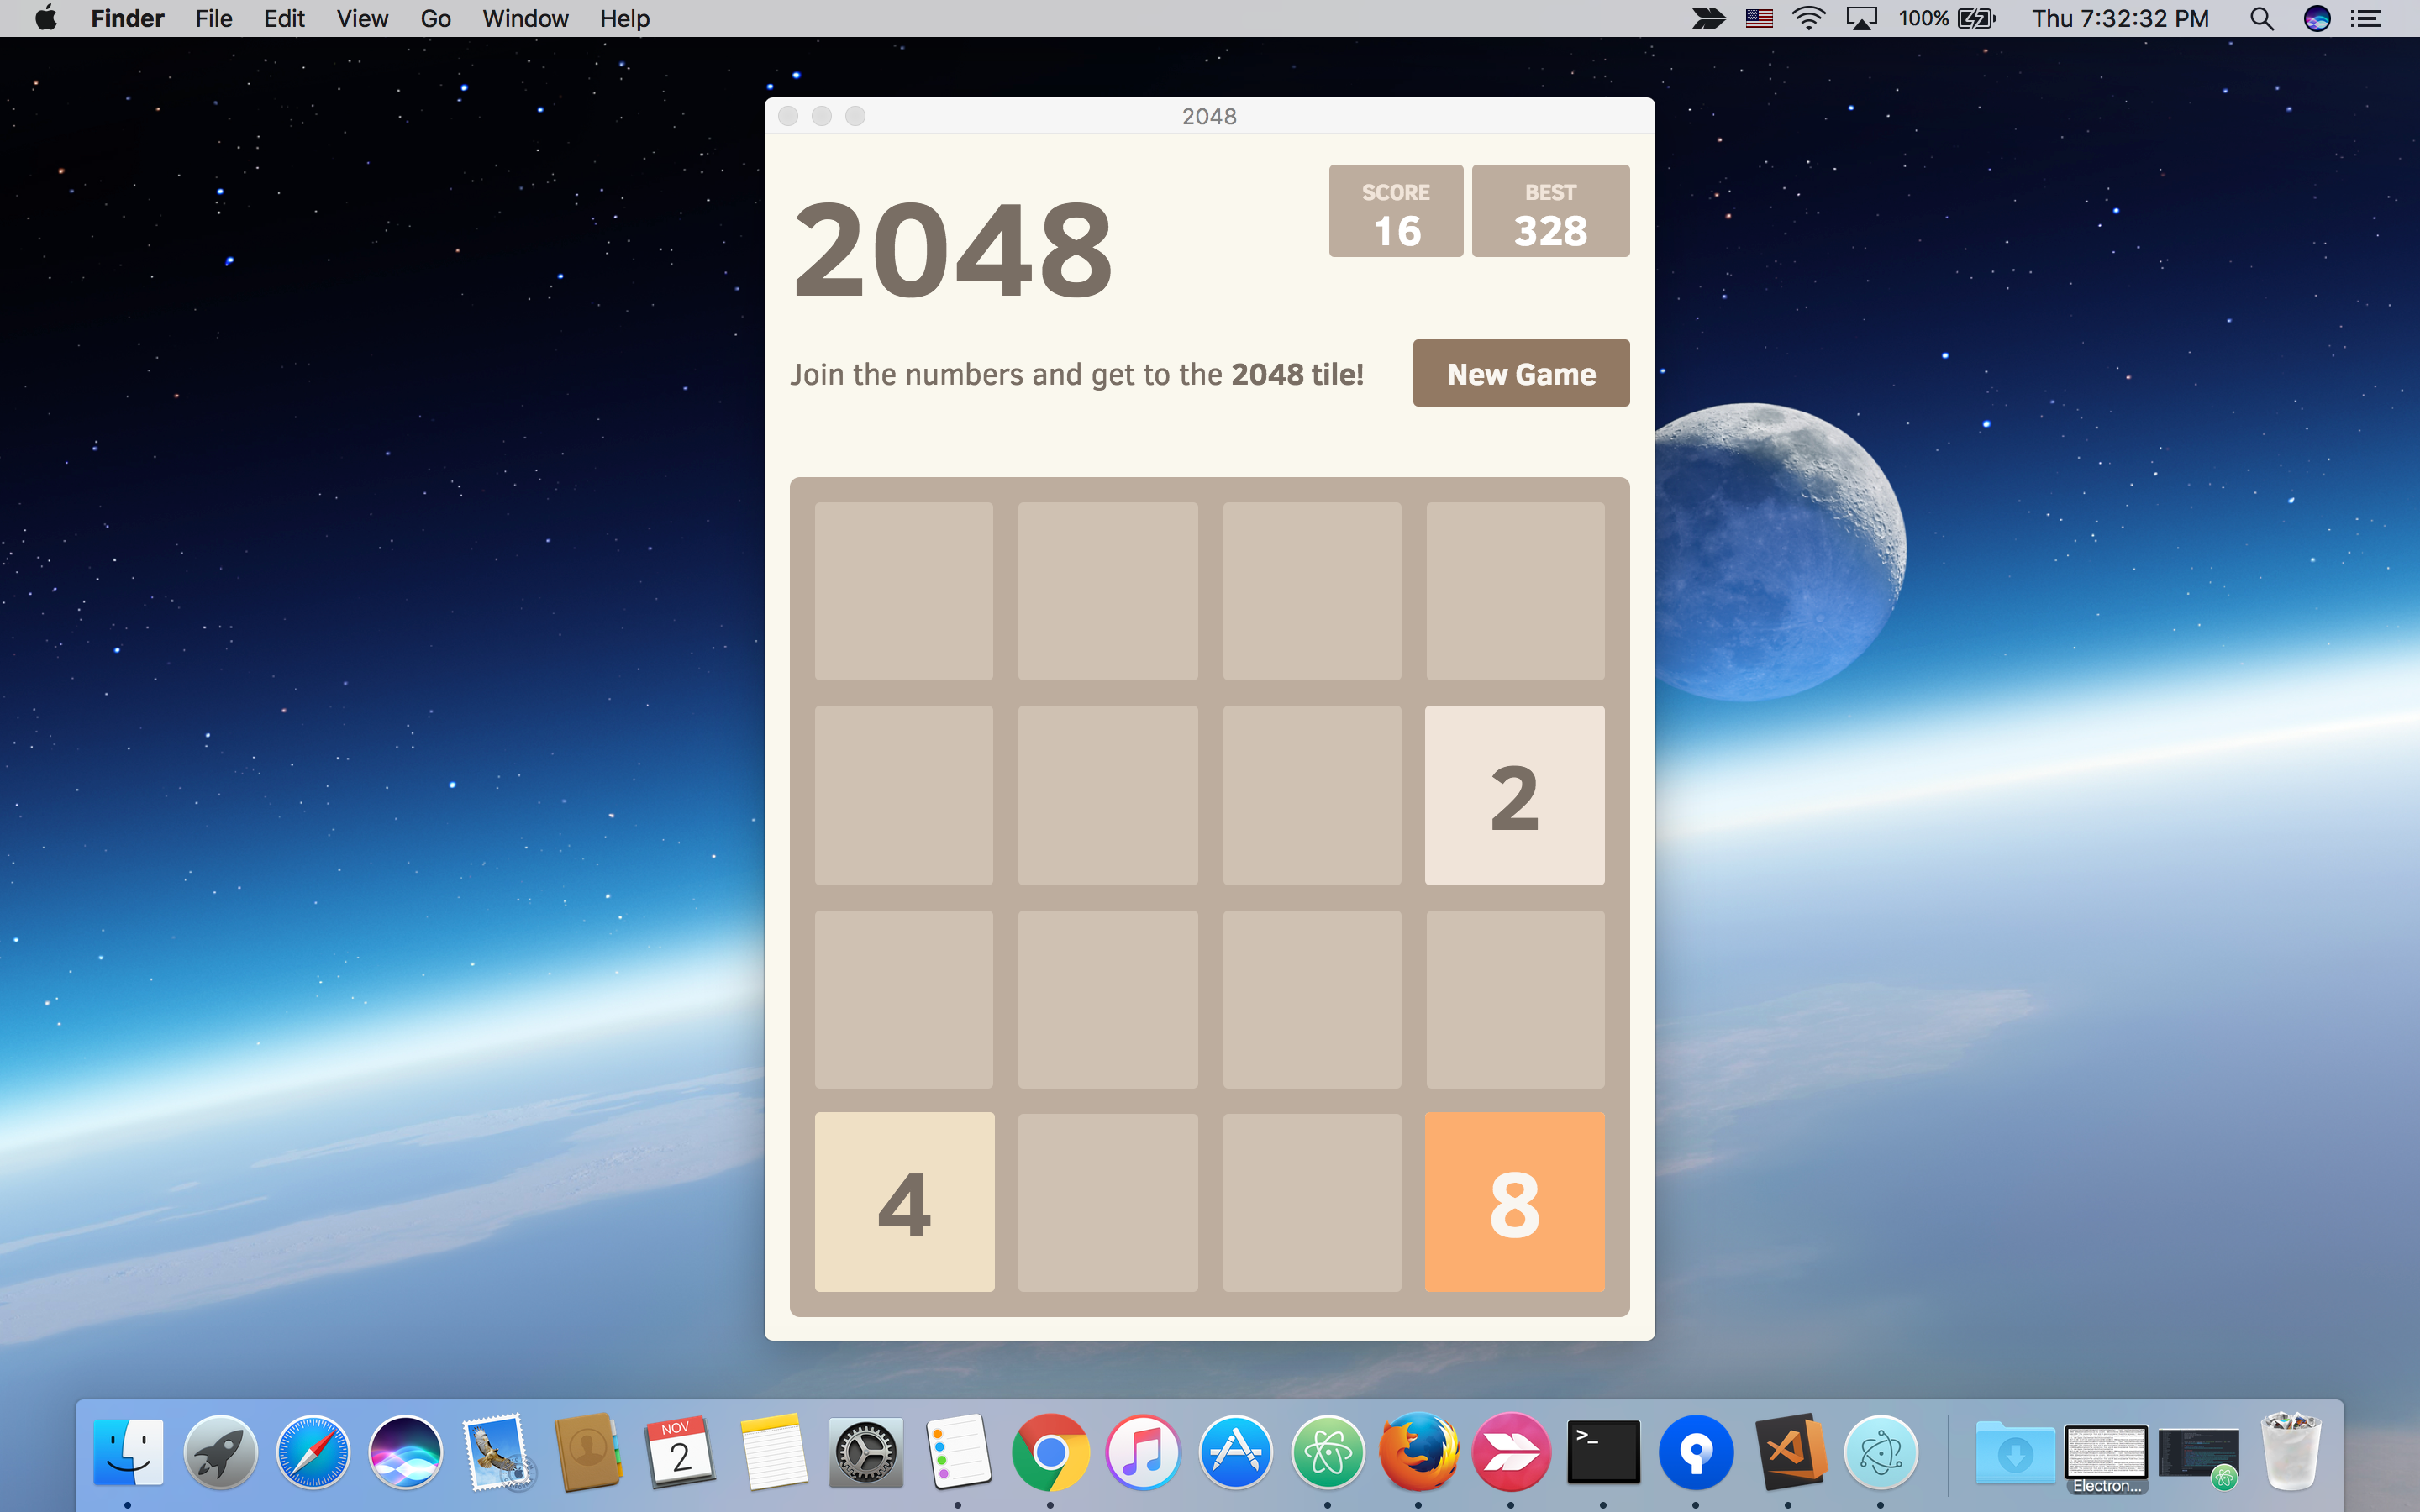 Finder File Edit View Go Window Help 100% Thu 7:32:32 PM
2048
SCORE BEST
16 328
2048
Join the numbers and get to the 2048 tile! New Game
2
4 8
NOV
2
>_
Electron...